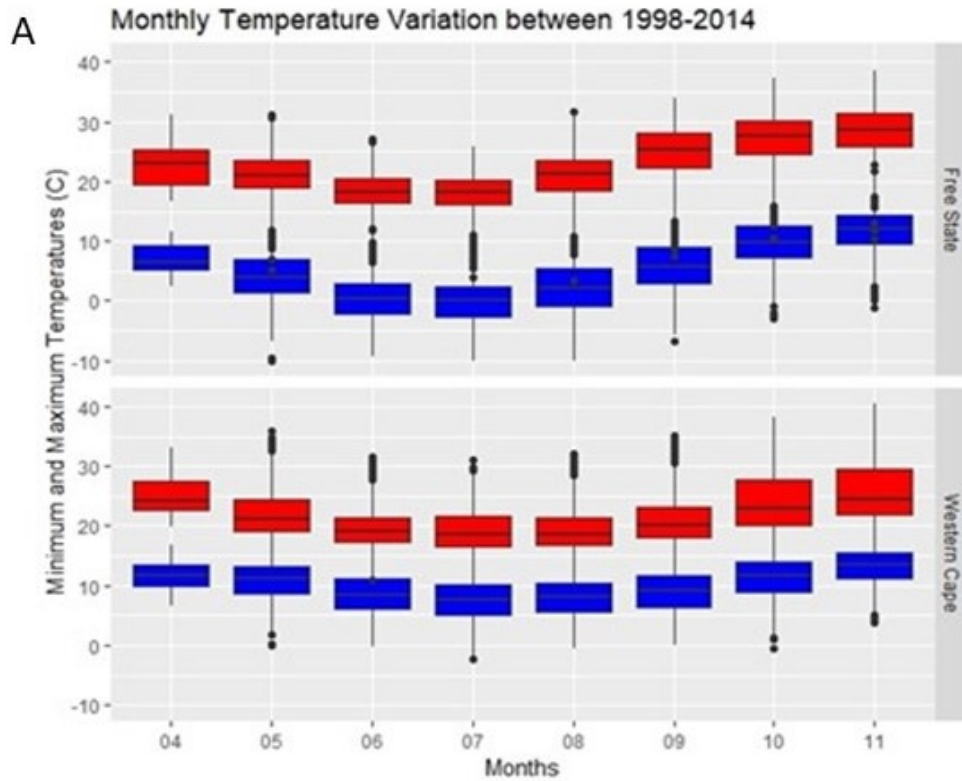 A
Monthly Temperature Variation between 1998-2014
Minimum and Maximum Temperatures (C)
40
30
20
10
0
-10
Free State
40
30
20
10
0
-10
Western Cape
04 05 06 07 08 09 10 11
Months